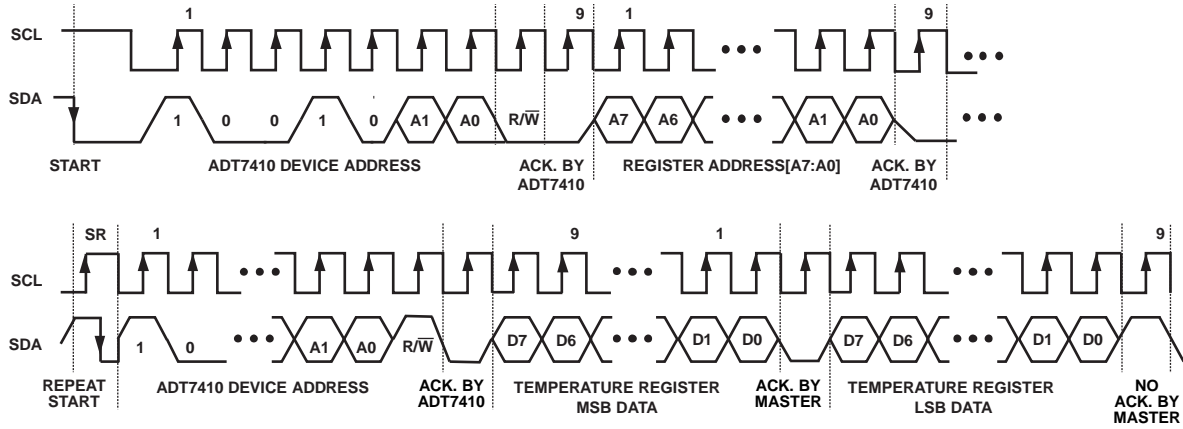 1 9 1 9
SCL
SDA
1 0 0 1 0 A1 A0 R/W A7 A6 A1 A0
START ADT7410 DEVICE ADDRESS ACK. BY REGISTER ADDRESS[A7:A0] ACK. BY
ADT7410 ADT7410
SR 1 9 1 9
SCL
SDA
1 0 A1 A0 R/W D7 D6 D1 D0 D7 D6 D1 D0
REPEAT ADT7410 DEVICE ADDRESS ACK. BY TEMPERATURE REGISTER ACK. BY TEMPERATURE REGISTER NO
START ADT7410 MSB DATA MASTER LSB DATA ACK. BY
MASTER